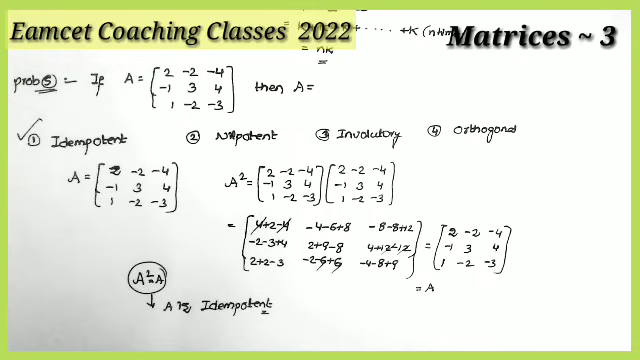 Eamcet Coaching Classes 2022
Matrices ~ 3
+ · · · · +K (n times
= nK
prob(5) :- If A = [2 -2 -4; -1 3 4; 1 -2 -3] then A =
① Idempotent ② Nilpotent ③ Involutory ④ Orthogonal
A = [2 -2 -4; -1 3 4; 1 -2 -3] A² = [2 -2 -4; -1 3 4; 1 -2 -3] [2 -2 -4; -1 3 4; 1 -2 -3]
= [4+2-4 -4-6+8 -8-8+12; -2-3+4 2+9-8 4+12-12; 2+2-3 -2-6+6 -4-8+9] = [2 -2 -4; -1 3 4; 1 -2 -3]
= A
A² = A
↓ A is Idempotent